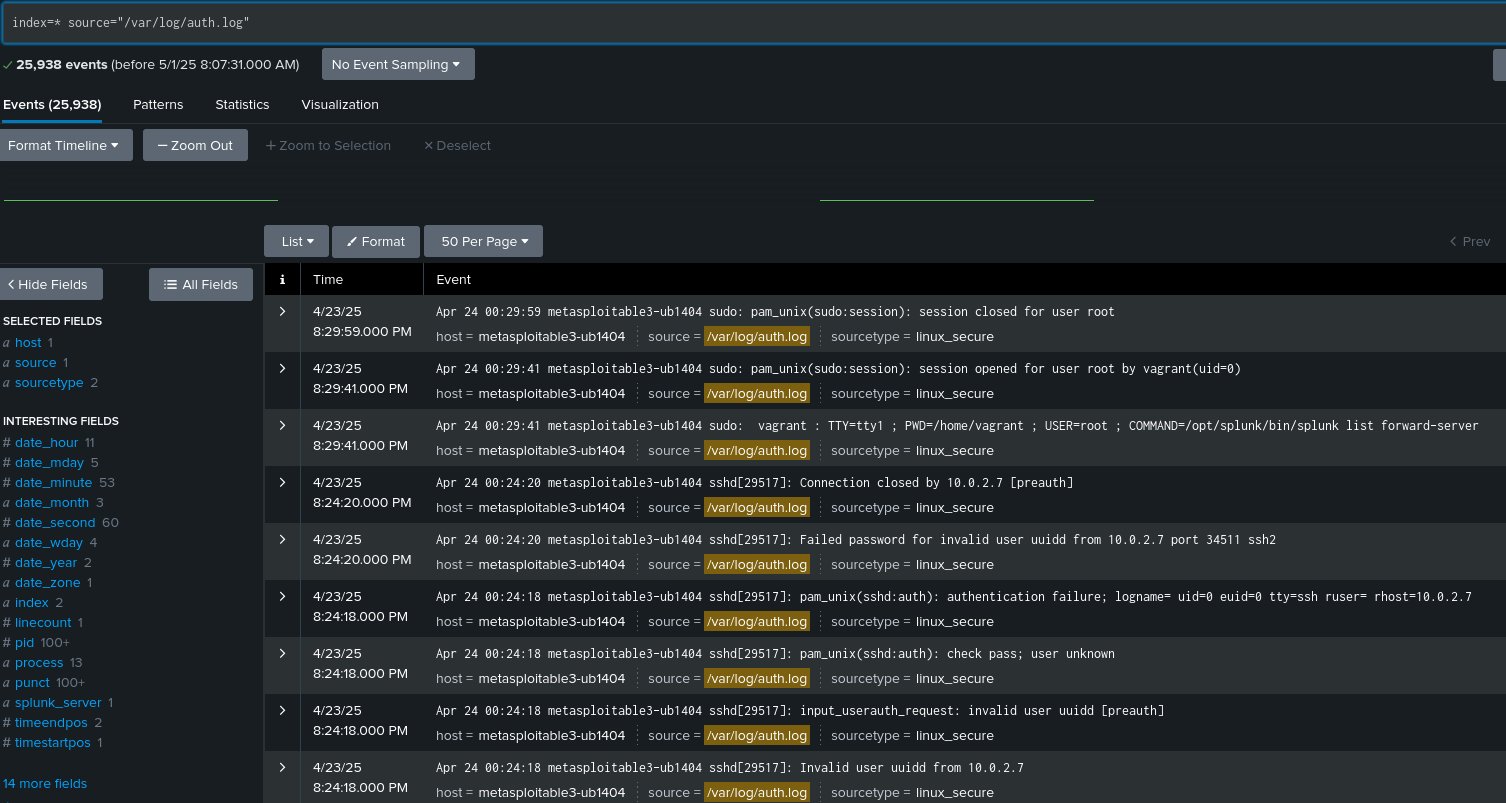 index=* source="/var/log/auth.log"
25,938 events (before 5/1/25 8:07:31.000 AM)
No Event Sampling
Events (25,938)
Patterns
Statistics
Visualization
Format Timeline
Zoom Out
+ Zoom to Selection
× Deselect
List
Format
50 Per Page
< Prev
< Hide Fields
All Fields
i
Time
Event
SELECTED FIELDS
a host 1
a source 1
a sourcetype 2
INTERESTING FIELDS
# date_hour 11
# date_mday 5
# date_minute 53
a date_month 3
# date_second 60
a date_wday 4
# date_year 2
a date_zone 1
a index 2
# linecount 1
# pid 100+
a process 13
a punct 100+
a splunk_server 1
# timeendpos 2
# timestartpos 1
14 more fields
4/23/25
8:29:59.000 PM
Apr 24 00:29:59 metasploitable3-ub1404 sudo: pam_unix(sudo:session): session closed for user root
host = metasploitable3-ub1404 source = /var/log/auth.log sourcetype = linux_secure
4/23/25
8:29:41.000 PM
Apr 24 00:29:41 metasploitable3-ub1404 sudo: pam_unix(sudo:session): session opened for user root by vagrant(uid=0)
host = metasploitable3-ub1404 source = /var/log/auth.log sourcetype = linux_secure
4/23/25
8:29:41.000 PM
Apr 24 00:29:41 metasploitable3-ub1404 sudo:  vagrant : TTY=tty1 ; PWD=/home/vagrant ; USER=root ; COMMAND=/opt/splunk/bin/splunk list forward-server
host = metasploitable3-ub1404 source = /var/log/auth.log sourcetype = linux_secure
4/23/25
8:24:20.000 PM
Apr 24 00:24:20 metasploitable3-ub1404 sshd[29517]: Connection closed by 10.0.2.7 [preauth]
host = metasploitable3-ub1404 source = /var/log/auth.log sourcetype = linux_secure
4/23/25
8:24:20.000 PM
Apr 24 00:24:20 metasploitable3-ub1404 sshd[29517]: Failed password for invalid user uuidd from 10.0.2.7 port 34511 ssh2
host = metasploitable3-ub1404 source = /var/log/auth.log sourcetype = linux_secure
4/23/25
8:24:18.000 PM
Apr 24 00:24:18 metasploitable3-ub1404 sshd[29517]: pam_unix(sshd:auth): authentication failure; logname= uid=0 euid=0 tty=ssh ruser= rhost=10.0.2.7
host = metasploitable3-ub1404 source = /var/log/auth.log sourcetype = linux_secure
4/23/25
8:24:18.000 PM
Apr 24 00:24:18 metasploitable3-ub1404 sshd[29517]: pam_unix(sshd:auth): check pass; user unknown
host = metasploitable3-ub1404 source = /var/log/auth.log sourcetype = linux_secure
4/23/25
8:24:18.000 PM
Apr 24 00:24:18 metasploitable3-ub1404 sshd[29517]: input_userauth_request: invalid user uuidd [preauth]
host = metasploitable3-ub1404 source = /var/log/auth.log sourcetype = linux_secure
4/23/25
8:24:18.000 PM
Apr 24 00:24:18 metasploitable3-ub1404 sshd[29517]: Invalid user uuidd from 10.0.2.7
host = metasploitable3-ub1404 source = /var/log/auth.log sourcetype = linux_secure